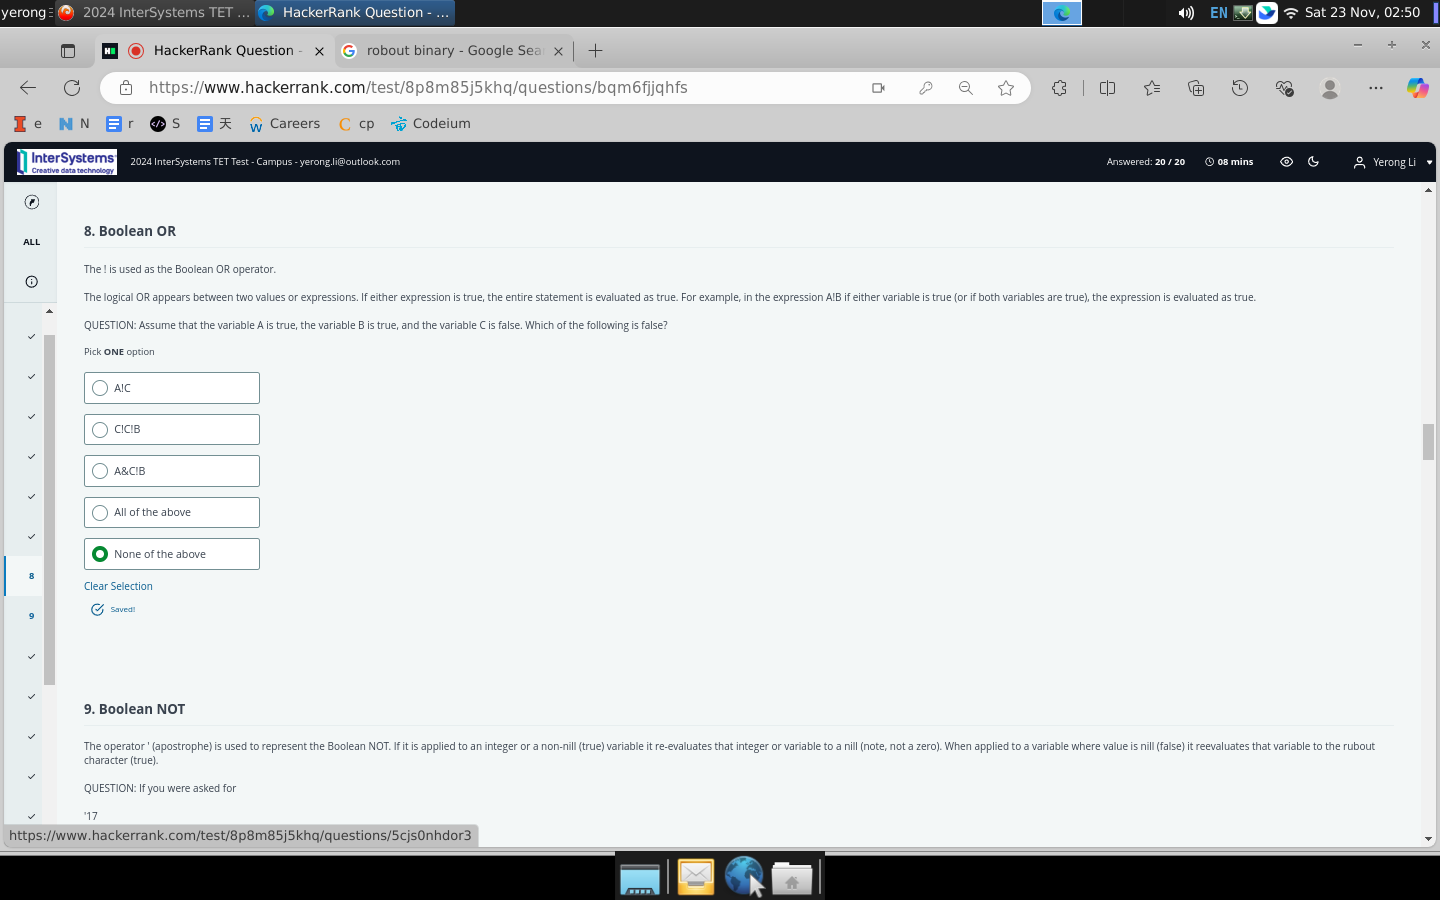 yerong
2024 InterSystems TET ...
HackerRank Question - ...
EN
Sat 23 Nov, 02:50
HackerRank Question -
robout binary - Google Sea
https://www.hackerrank.com/test/8p8m85j5khq/questions/bqm6fjjqhfs
e
N
r
S
天
Careers
cp
Codeium
InterSystems
Creative data technology
2024 InterSystems TET Test - Campus - yerong.li@outlook.com
Answered: 20 / 20
08 mins
Yerong Li
ALL
8
9
8. Boolean OR
The ! is used as the Boolean OR operator.
The logical OR appears between two values or expressions. If either expression is true, the entire statement is evaluated as true. For example, in the expression A!B if either variable is true (or if both variables are true), the expression is evaluated as true.
QUESTION: Assume that the variable A is true, the variable B is true, and the variable C is false. Which of the following is false?
Pick ONE option
A!C
C!C!B
A&C!B
All of the above
None of the above
Clear Selection
Saved!
9. Boolean NOT
The operator ' (apostrophe) is used to represent the Boolean NOT. If it is applied to an integer or a non-nill (true) variable it re-evaluates that integer or variable to a nill (note, not a zero). When applied to a variable where value is nill (false) it reevaluates that variable to the rubout
character (true).
QUESTION: If you were asked for
'17
https://www.hackerrank.com/test/8p8m85j5khq/questions/5cjs0nhdor3